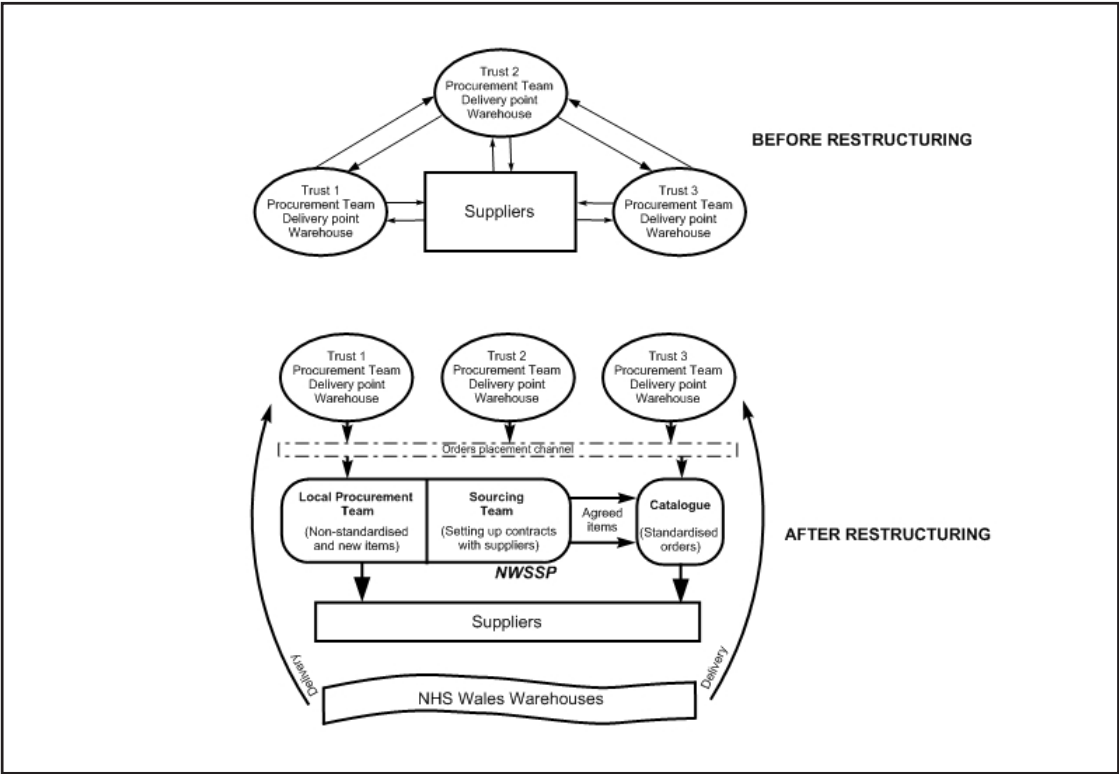 Trust 2
Procurement Team
Delivery point
Warehouse
BEFORE RESTRUCTURING
Trust 1
Procurement Team
Delivery point
Warehouse
Suppliers
Trust 3
Procurement Team
Delivery point
Warehouse
Trust 1
Procurement Team
Delivery point
Warehouse
Trust 2
Procurement Team
Delivery point
Warehouse
Trust 3
Procurement Team
Delivery point
Warehouse
Orders placement channel
Local Procurement
Team
(Non-standardised
and new items)
Sourcing
Team
(Setting up contracts
with suppliers)
Agreed
items
Catalogue
(Standardised
orders)
AFTER RESTRUCTURING
NWSSP
Suppliers
Delivery
Delivery
NHS Wales Warehouses